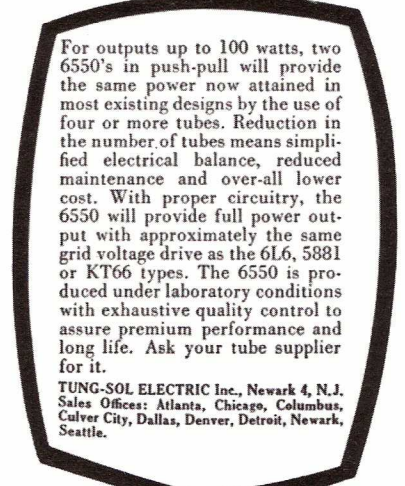 For outputs up to 100 watts, two
6550's in push-pull will provide
the same power now attained in
most existing designs by the use of
four or more tubes. Reduction in
the number of tubes means simpli-
fied electrical balance, reduced
maintenance and over-all lower
cost. With proper circuitry, the
6550 will provide full power out-
put with approximately the same
grid voltage drive as the 6L6, 5881
or KT66 types. The 6550 is pro-
duced under laboratory conditions
with exhaustive quality control to
assure premium performance and
long life. Ask your tube supplier
for it.
TUNG-SOL ELECTRIC Inc., Newark 4, N.J.
Sales Offices: Atlanta, Chicago, Columbus,
Culver City, Dallas, Denver, Detroit, Newark,
Seattle.